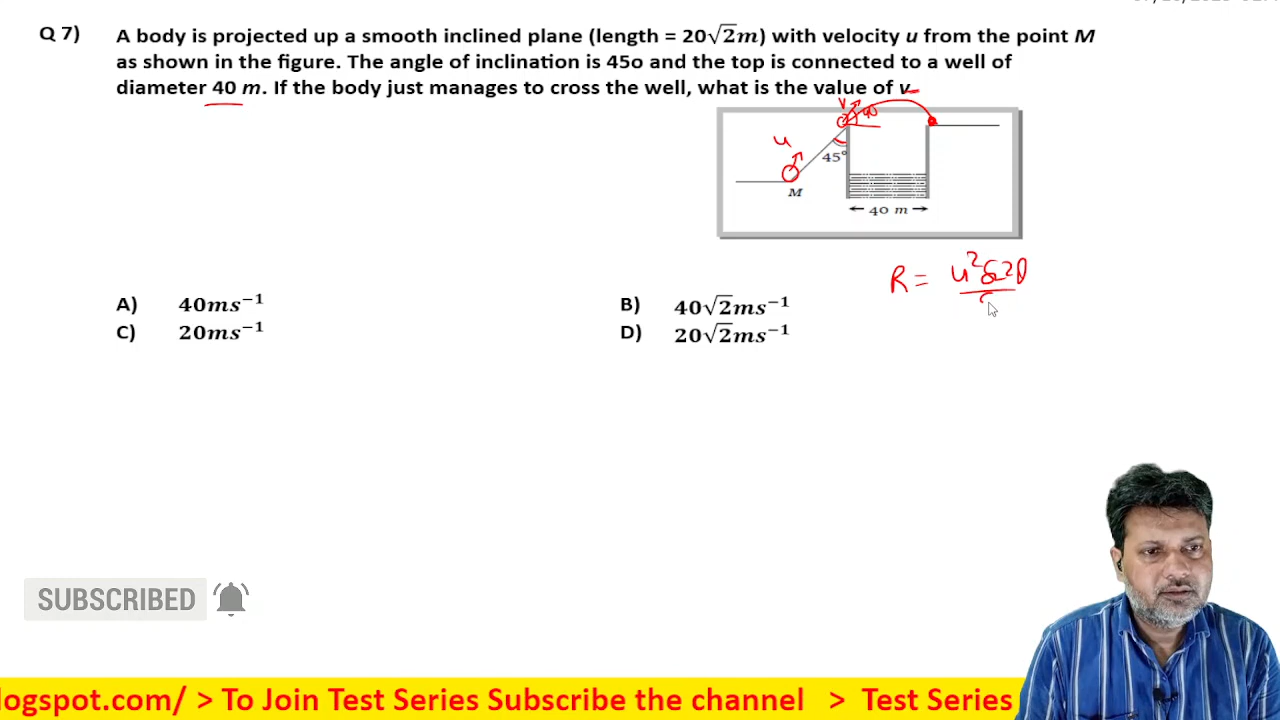 Q 7) A body is projected up a smooth inclined plane (length = 20√2m) with velocity u from the point M
as shown in the figure. The angle of inclination is 45o and the top is connected to a well of
diameter 40 m. If the body just manages to cross the well, what is the value of v
v
u
45°
M
40 m
R =
A) 40ms⁻¹
B) 40√2ms⁻¹
C) 20ms⁻¹
D) 20√2ms⁻¹
SUBSCRIBED
logspot.com/ > To Join Test Series Subscribe the channel > Test Series